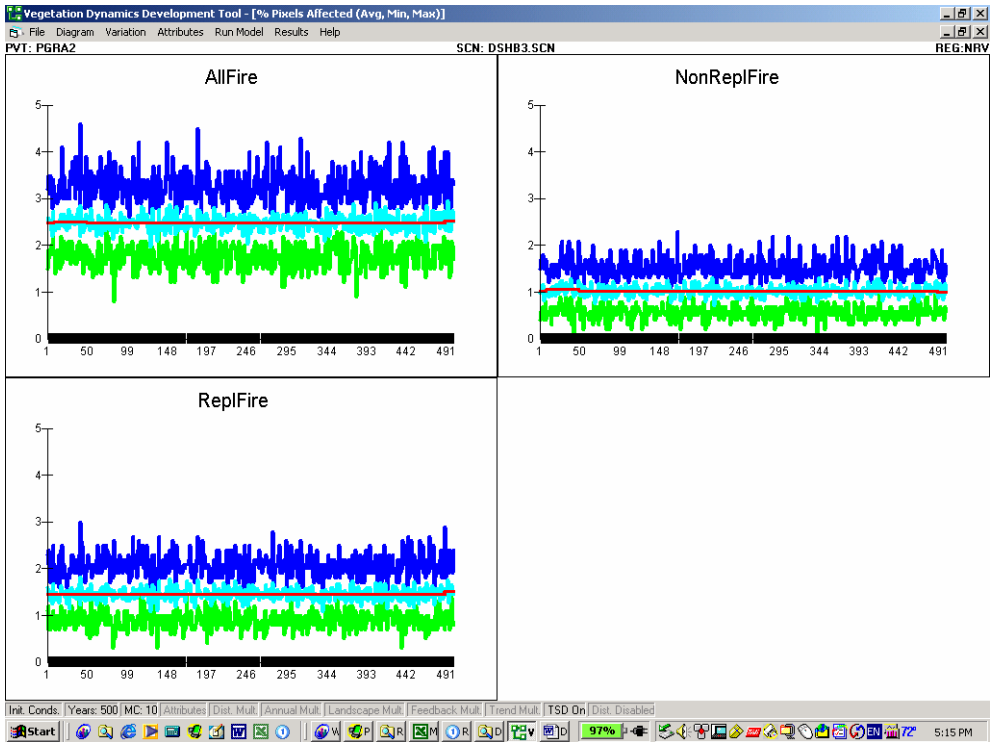 Vegetation Dynamics Development Tool - [% Pixels Affected (Avg, Min, Max)]
File Diagram Variation Attributes Run Model Results Help
PVT: PGRA2 SCN: DSHB3.SCN REG:NRV
AllFire
5
4
3
2
1
0
1 50 99 148 197 246 295 344 393 442 491
NonReplFire
5
4
3
2
1
0
1 50 99 148 197 246 295 344 393 442 491
ReplFire
5
4
3
2
1
0
1 50 99 148 197 246 295 344 393 442 491
Init. Conds. Years: 500 MC: 10 Attributes Dist. Mult. Annual Mult. Landscape Mult. Feedback Mult. Trend Mult. TSD On Dist. Disabled
Start W P R M R D V D 97% EN 72° 5:15 PM